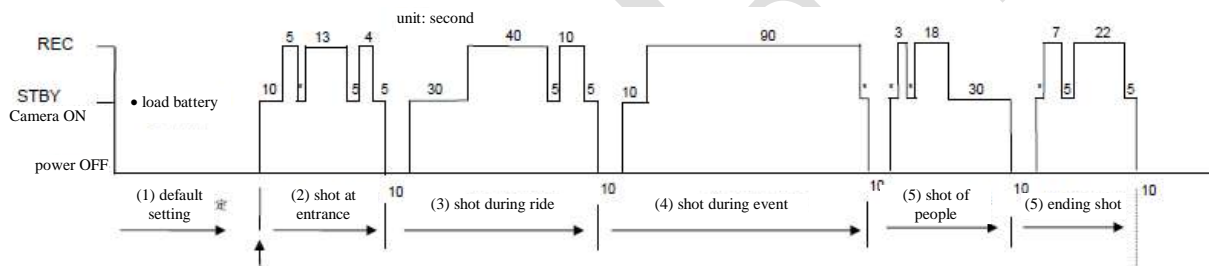 unit: second
5 13 4 40 10 90 3 18 7 22
REC
10 * 5 5 30 5 5 10 * * * 30 * 5 5
STBY
Camera ON
• load battery
power OFF
10 10 10 10 10
(1) default
setting
定
(2) shot at
entrance
(3) shot during ride
(4) shot during event
(5) shot of
people
(5) ending shot